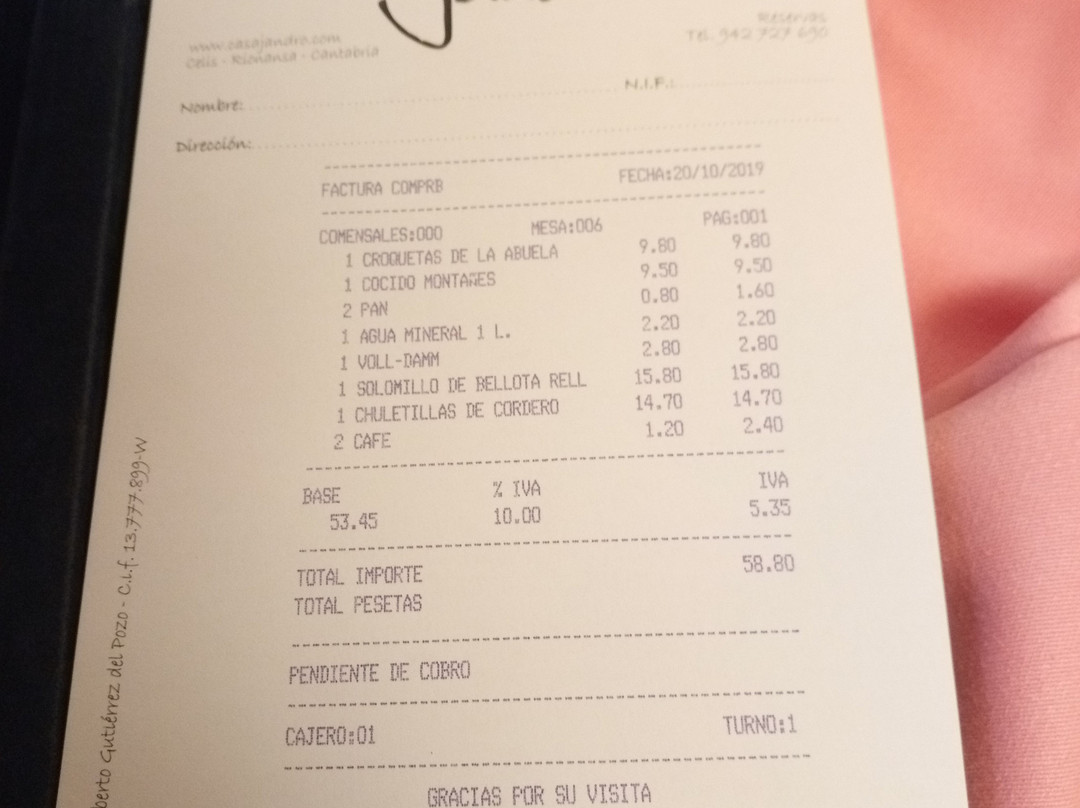 www.casajandro.com
Celis - Rionansa - Cantabria
Reservas
Tel. 942 727 690
Nombre:
N.I.F.:
Dirección:
FACTURA COMPRB FECHA:20/10/2019
COMENSALES:000 MESA:006 PAG:001
1 CROQUETAS DE LA ABUELA 9.80 9.80
1 COCIDO MONTAÑES 9.50 9.50
2 PAN 0.80 1.60
1 AGUA MINERAL 1 L. 2.20 2.20
1 VOLL-DAMM 2.80 2.80
1 SOLOMILLO DE BELLOTA RELL 15.80 15.80
1 CHULETILLAS DE CORDERO 14.70 14.70
2 CAFE 1.20 2.40
BASE % IVA IVA
53.45 10.00 5.35
TOTAL IMPORTE 58.80
TOTAL PESETAS
PENDIENTE DE COBRO
CAJERO:01 TURNO:1
GRACIAS POR SU VISITA
berto Gutiérrez del Pozo - C.i.f. 13.777.899-W